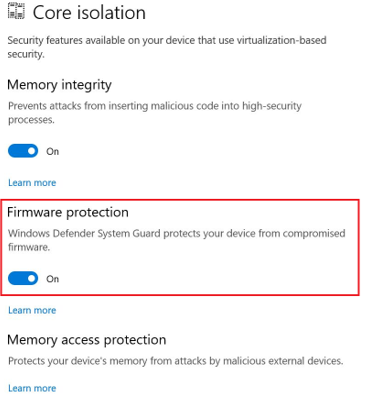 Core isolation
Security features available on your device that use virtualization-based
security.
Memory integrity
Prevents attacks from inserting malicious code into high-security
processes.
On
Learn more
Firmware protection
Windows Defender System Guard protects your device from compromised
firmware.
On
Learn more
Memory access protection
Protects your device's memory from attacks by malicious external devices.
Learn more